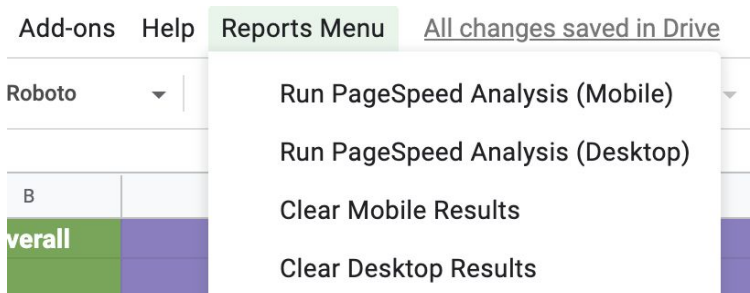 Add-ons Help Reports Menu All changes saved in Drive
Roboto
Run PageSpeed Analysis (Mobile)
Run PageSpeed Analysis (Desktop)
B
Clear Mobile Results
verall
Clear Desktop Results